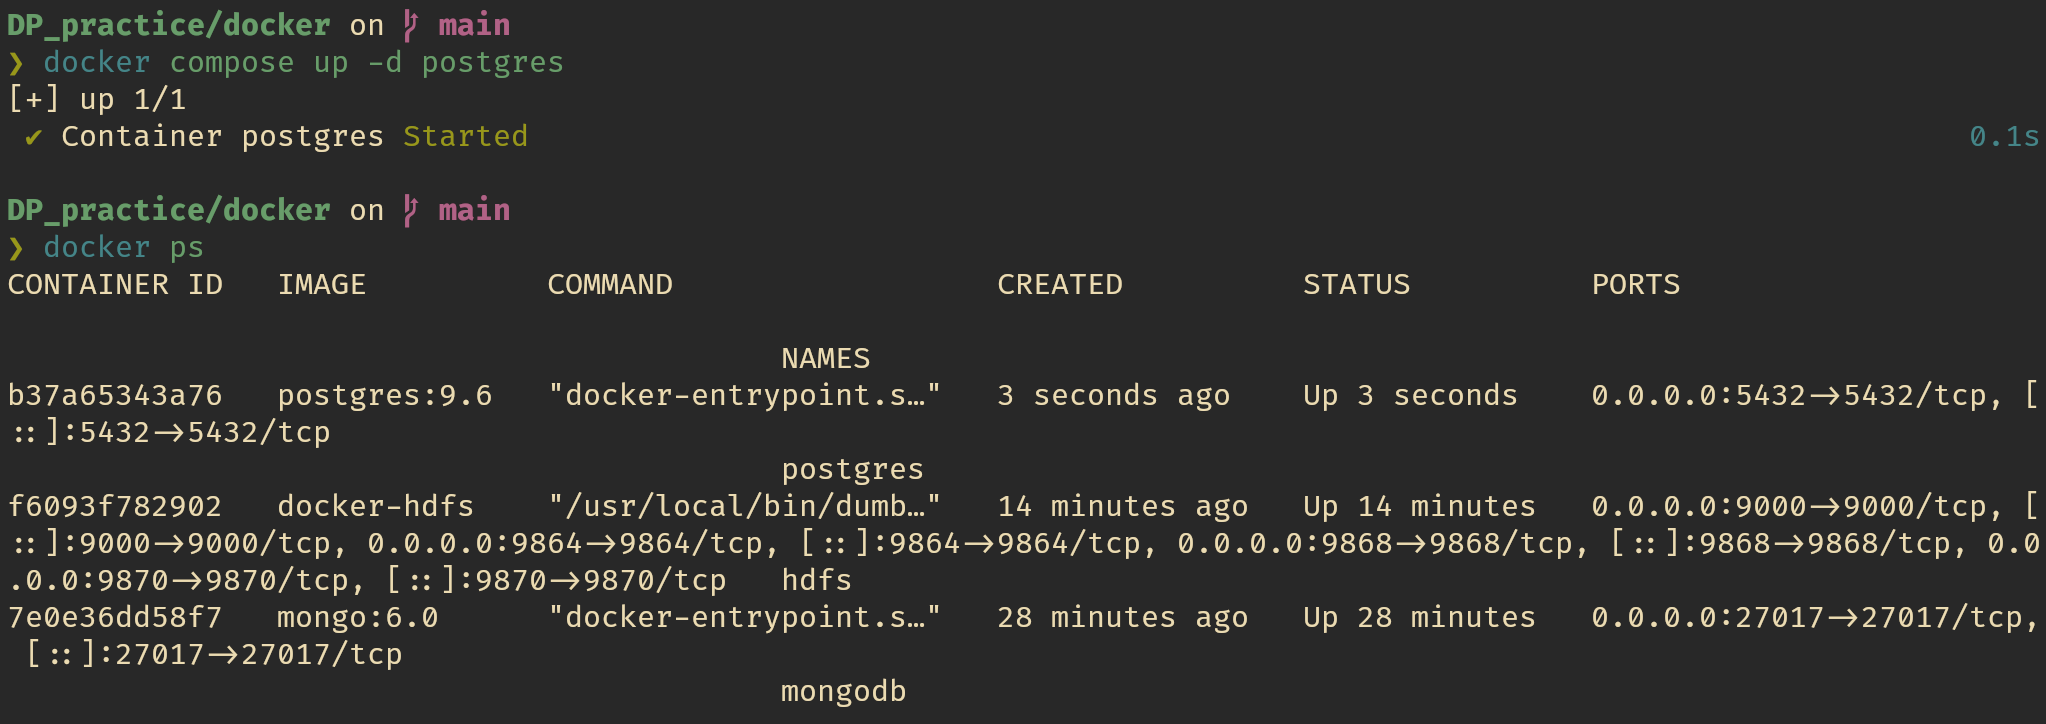 DP_practice/docker on  main
❯ docker compose up -d postgres
[+] up 1/1
✔ Container postgres Started 0.1s
DP_practice/docker on  main
❯ docker ps
CONTAINER ID   IMAGE          COMMAND                  CREATED          STATUS          PORTS
NAMES
b37a65343a76   postgres:9.6   "docker-entrypoint.s…"   3 seconds ago    Up 3 seconds    0.0.0.0:5432->5432/tcp, [
::]:5432->5432/tcp
postgres
f6093f782902   docker-hdfs    "/usr/local/bin/dumb…"   14 minutes ago   Up 14 minutes   0.0.0.0:9000->9000/tcp, [
::]:9000->9000/tcp, 0.0.0.0:9864->9864/tcp, [::]:9864->9864/tcp, 0.0.0.0:9868->9868/tcp, [::]:9868->9868/tcp, 0.0
.0.0:9870->9870/tcp, [::]:9870->9870/tcp   hdfs
7e0e36dd58f7   mongo:6.0      "docker-entrypoint.s…"   28 minutes ago   Up 28 minutes   0.0.0.0:27017->27017/tcp,
[::]:27017->27017/tcp
mongodb